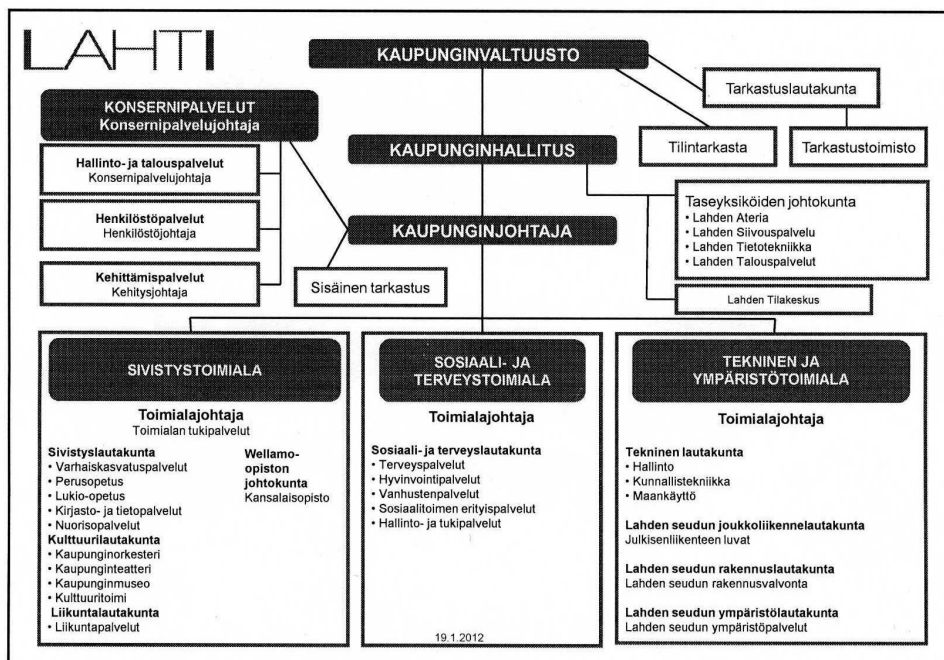 LAHTI
KAUPUNGINVALTUUSTO
Tarkastuslautakunta
KONSERNIPALVELUT
Konsernipalvelujohtaja
KAUPUNGINHALLITUS
Tilintarkasta
Tarkastustoimisto
Hallinto- ja talouspalvelut
Konsernipalvelujohtaja
Henkilöstöpalvelut
Henkilöstöjohtaja
Kehittämispalvelut
Kehitysjohtaja
KAUPUNGINJOHTAJA
Sisäinen tarkastus
Taseyksiköiden johtokunta
• Lahden Ateria
• Lahden Siivouspalvelu
• Lahden Tietotekniikka
• Lahden Talouspalvelut
Lahden Tilakeskus
SIVISTYSTOIMIALA
Toimialajohtaja
Toimialan tukipalvelut
Sivistyslautakunta
• Varhaiskasvatuspalvelut
• Perusopetus
• Lukio-opetus
• Kirjasto- ja tietopalvelut
• Nuorisopalvelut
Kulttuurilautakunta
• Kaupunginorkesteri
• Kaupunginteatteri
• Kaupunginmuseo
• Kulttuuritoimi
Liikuntalautakunta
• Liikuntapalvelut
Wellamo-
opiston
johtokunta
Kansalaisopisto
SOSIAALI- JA
TERVEYSTOIMIALA
Toimialajohtaja
Sosiaali- ja terveyslautakunta
• Terveyspalvelut
• Hyvinvointipalvelut
• Vanhustenpalvelut
• Sosiaalitoimen erityispalvelut
• Hallinto- ja tukipalvelut
19.1.2012
TEKNINEN JA
YMPÄRISTÖTOIMIALA
Toimialajohtaja
Tekninen lautakunta
• Hallinto
• Kunnallistekniikka
• Maankäyttö
Lahden seudun joukkoliikennelautakunta
Julkisenliikenteen luvat
Lahden seudun rakennuslautakunta
Lahden seudun rakennusvalvonta
Lahden seudun ympäristölautakunta
Lahden seudun ympäristöpalvelut